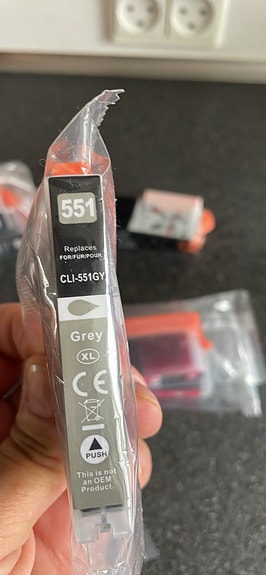 551
Replaces
FOR/FUR/POUR
CLI-551GY
Grey
XL
CE
PUSH
This is not
an OEM
Product.